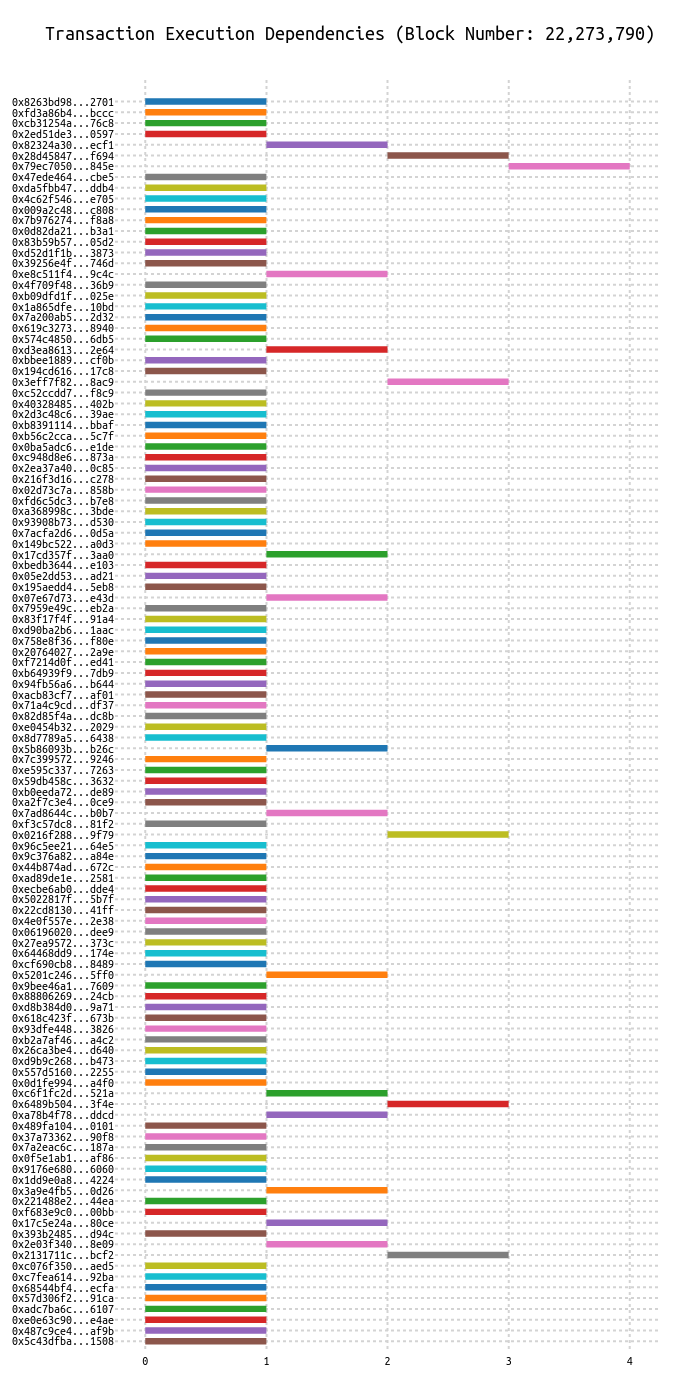 Transaction Execution Dependencies (Block Number: 22,273,790)
0x8263bd98...2701
0xfd3a86b4...bccc
0xcb31254a...76c8
0x2ed51de3...0597
0x82324a30...ecf1
0x28d45847...f694
0x79ec7050...845e
0x47ede464...cbe5
0xda5fbb47...ddb4
0x4c62f546...e705
0x009a2c48...c808
0x7b976274...f8a8
0x0d82da21...b3a1
0x83b59b57...05d2
0xd52d1f1b...3873
0x39256e4f...746d
0xe8c511f4...9c4c
0x4f709f48...36b9
0xb09dfd1f...025e
0x1a865dfe...10bd
0x7a200ab5...2d32
0x619c3273...8940
0x574c4850...6db5
0xd3ea8613...2e64
0xbbee1889...cf0b
0x194cd616...17c8
0x3eff7f82...8ac9
0xc52ccdd7...f8c9
0x40328485...402b
0x2d3c48c6...39ae
0xb8391114...bbaf
0xb56c2cca...5c7f
0x0ba5adc6...e1de
0xc948d8e6...873a
0x2ea37a40...0c85
0x216f3d16...c278
0x02d73c7a...858b
0xfd6c5dc3...b7e8
0xa368998c...3bde
0x93908b73...d530
0x7acfa2d6...0d5a
0x149bc522...a0d3
0x17cd357f...3aa0
0xbedb3644...e103
0x05e2dd53...ad21
0x195aedd4...5eb8
0x07e67d73...e43d
0x7959e49c...eb2a
0x83f17f4f...91a4
0xd90ba2b6...1aac
0x758e8f36...f80e
0x20764027...2a9e
0xf7214d0f...ed41
0xb64939f9...7db9
0x94fb56a6...b644
0xacb83cf7...af01
0x71a4c9cd...df37
0x82d85f4a...dc8b
0xe0454b32...2029
0x8d7789a5...6438
0x5b86093b...b26c
0x7c399572...9246
0xe595c337...7263
0x59db458c...3632
0xb0eeda72...de89
0xa2f7c3e4...0ce9
0x7ad8644c...b0b7
0xf3c57dc8...81f2
0x0216f288...9f79
0x96c5ee21...64e5
0x9c376a82...a84e
0x44b874ad...672c
0xad89de1e...2581
0xecbe6ab0...dde4
0x5022817f...5b7f
0x22cd8130...41ff
0x4e0f557e...2e38
0x06196020...dee9
0x27ea9572...373c
0x64468dd9...174e
0xcf690cb8...8489
0x5201c246...5ff0
0x9bee46a1...7609
0x88806269...24cb
0xd8b384d0...9a71
0x618c423f...673b
0x93dfe448...3826
0xb2a7af46...a4c2
0x26ca3be4...d640
0xd9b9c268...b473
0x557d5160...2255
0x0d1fe994...a4f0
0xc6f1fc2d...521a
0x6489b504...3f4e
0xa78b4f78...ddcd
0x489fa104...0101
0x37a73362...90f8
0x7a2eac6c...187a
0x0f5e1ab1...af86
0x9176e680...6060
0x1dd9e0a8...4224
0x3a9e4fb5...0d26
0x221488e2...44ea
0xf683e9c0...00bb
0x17c5e24a...80ce
0x393b2485...d94c
0x2e03f340...8e09
0x2131711c...bcf2
0xc076f350...aed5
0xc7fea614...92ba
0x68544bf4...ecfa
0x57d306f2...91ca
0xadc7ba6c...6107
0xe0e63c90...e4ae
0x487c9ce4...af9b
0x5c43dfba...1508
0 1 2 3 4